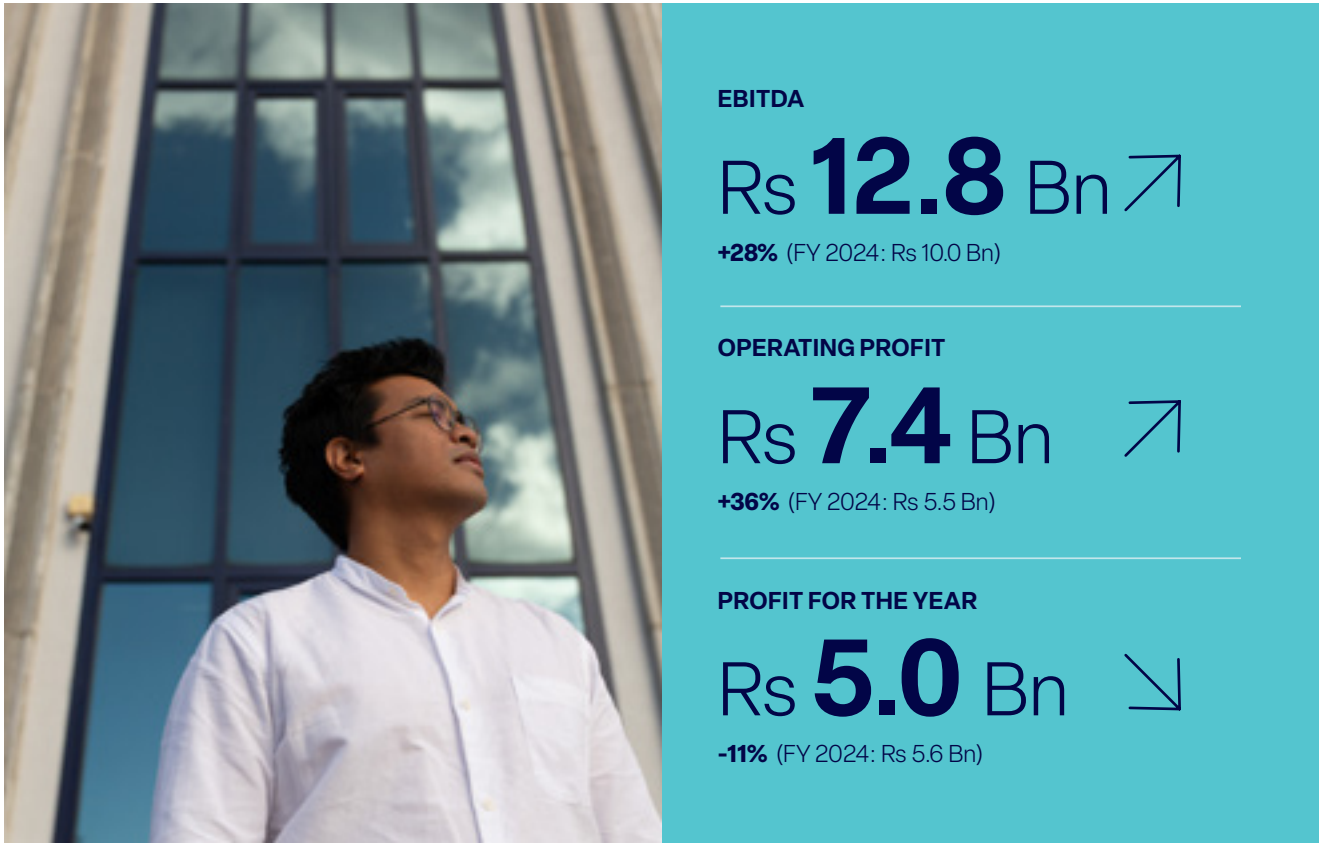 EBITDA
Rs 12.8 Bn
+28% (FY 2024: Rs 10.0 Bn)
OPERATING PROFIT
Rs 7.4 Bn
+36% (FY 2024: Rs 5.5 Bn)
PROFIT FOR THE YEAR
Rs 5.0 Bn
-11% (FY 2024: Rs 5.6 Bn)